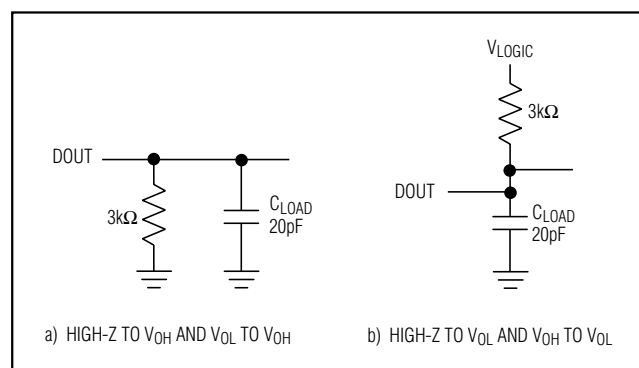 DOUT
3kΩ
CLOAD
20pF
a) HIGH-Z TO VOH AND VOL TO VOH
VLOGIC
3kΩ
DOUT
CLOAD
20pF
b) HIGH-Z TO VOL AND VOH TO VOL